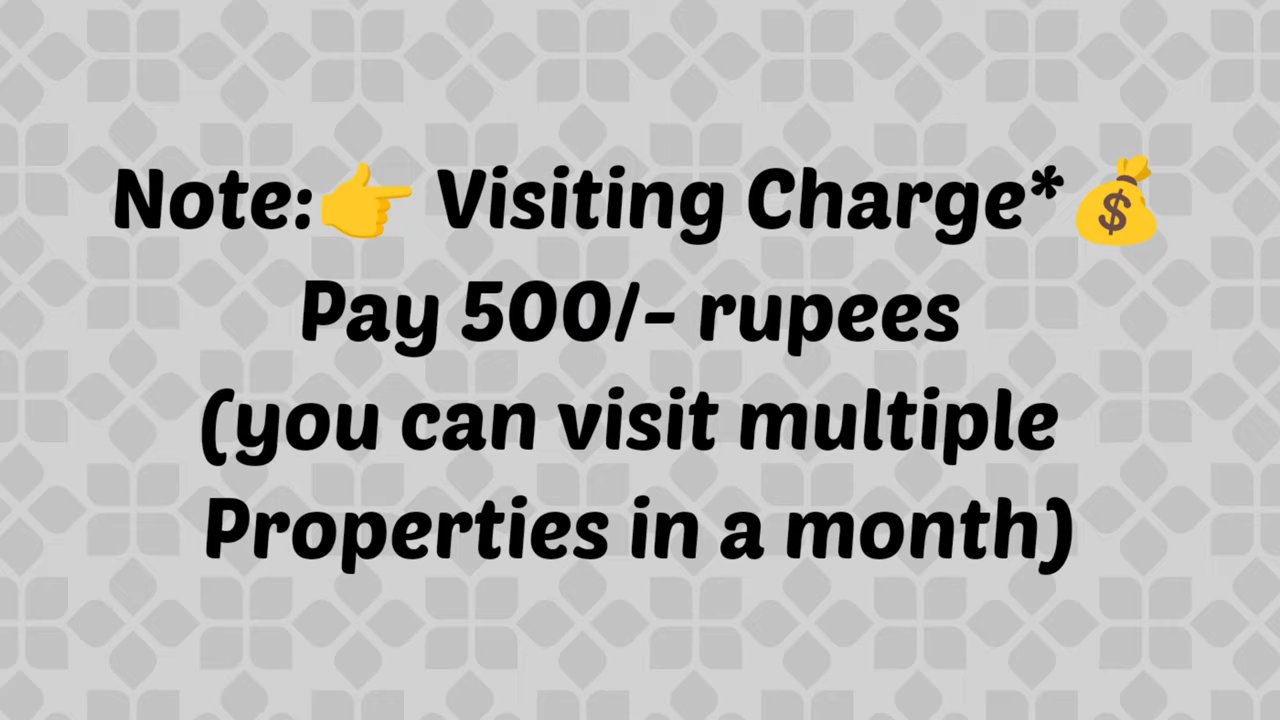 Note:👉 Visiting Charge*💰
Pay 500/- rupees
(you can visit multiple
Properties in a month)